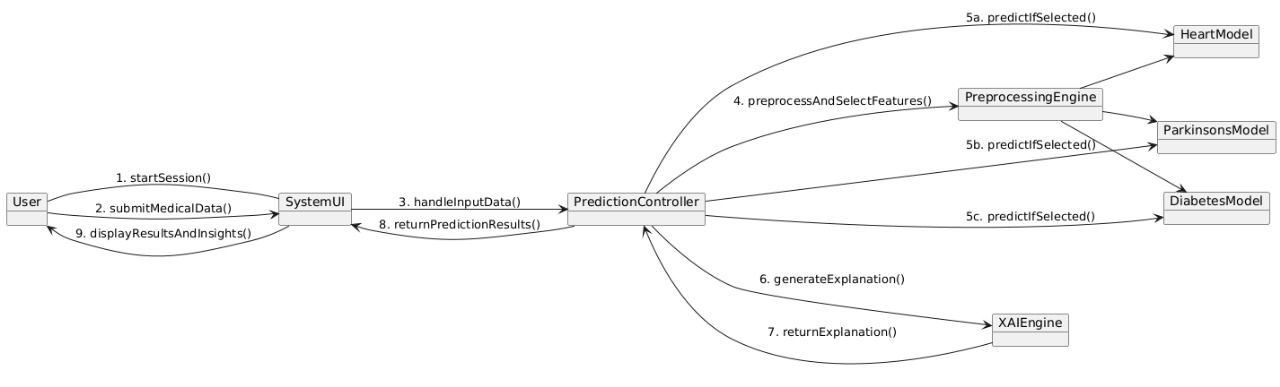 5a. predictIfSelected()
HeartModel
4. preprocessAndSelectFeatures()
PreprocessingEngine
ParkinsonsModel
5b. predictIfSelected()
1. startSession()
User
SystemUI
PredictionController
DiabetesModel
2. submitMedicalData()
3. handleInputData()
5c. predictIfSelected()
9. displayResultsAndInsights()
8. returnPredictionResults()
6. generateExplanation()
XAIEngine
7. returnExplanation()